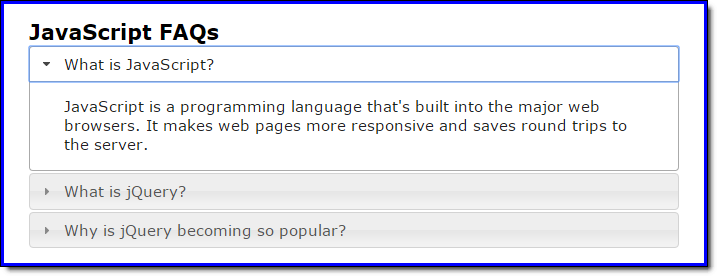 JavaScript FAQs
What is JavaScript?
JavaScript is a programming language that's built into the major web
browsers. It makes web pages more responsive and saves round trips to
the server.
What is jQuery?
Why is jQuery becoming so popular?